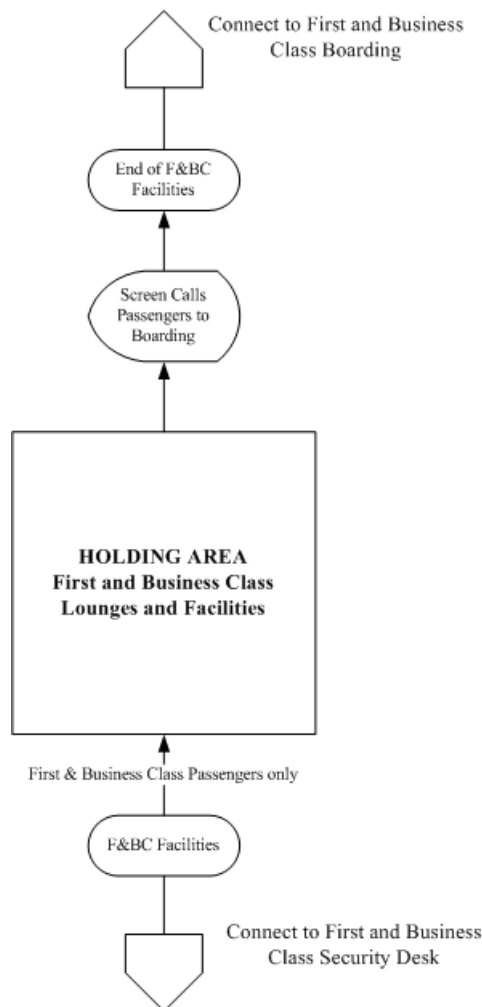 Connect to First and Business
Class Boarding
End of F&BC
Facilities
Screen Calls
Passengers to
Boarding
HOLDING AREA
First and Business Class
Lounges and Facilities
First & Business Class Passengers only
F&BC Facilities
Connect to First and Business
Class Security Desk